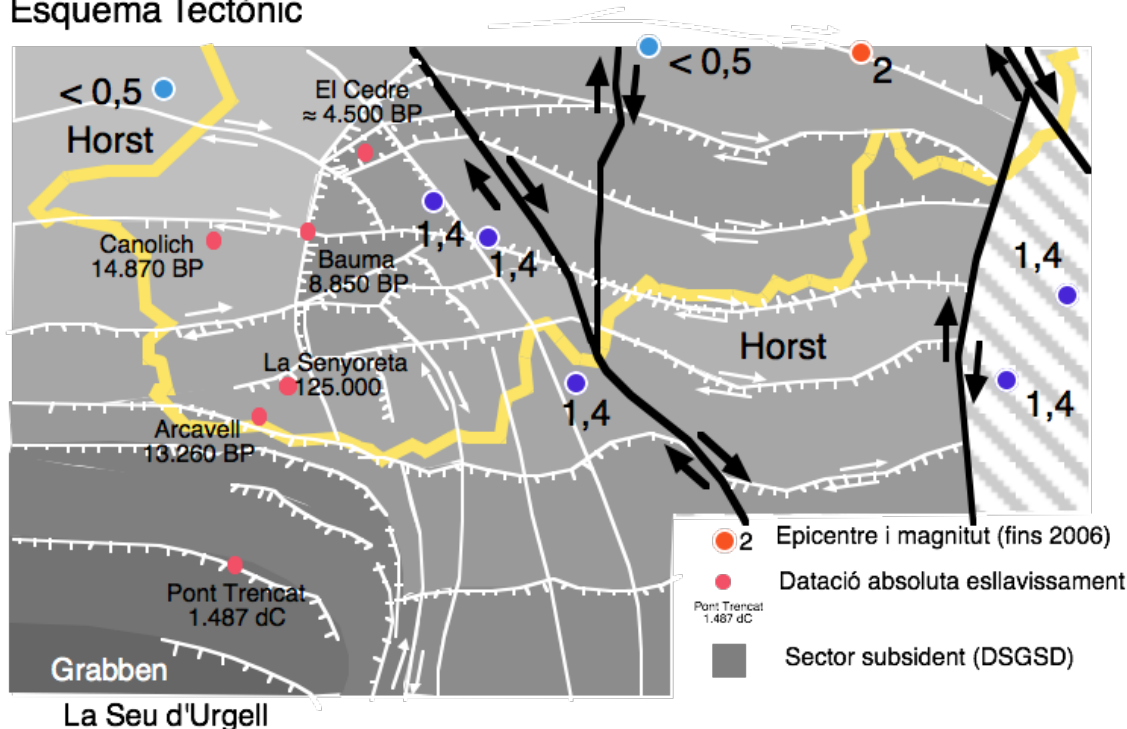 Esquema Tectònic
< 0,5
< 0,5
2
El Cedre
≈ 4.500 BP
Horst
1,4
1,4
Canolich
14.870 BP
Bauma
8.850 BP
1,4
Horst
La Senyoreta
125.000
1,4
1,4
Arcavell
13.260 BP
2 Epicentre i magnitut (fins 2006)
Datació absoluta esllavissament
Pont Trencat
1.487 dC
Pont Trencat
1.487 dC
Sector subsident (DSGSD)
Grabben
La Seu d'Urgell